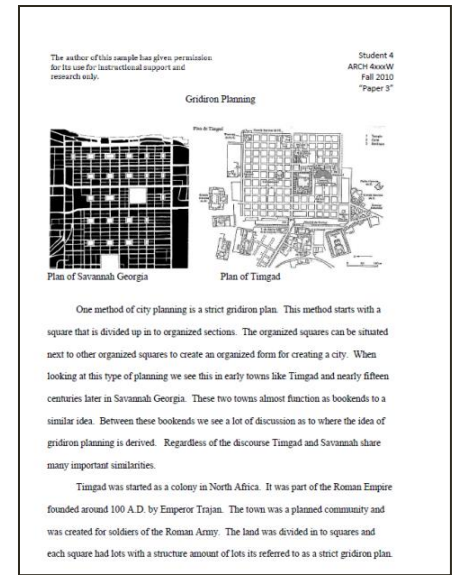 The author of this sample has given permission
for its use for instructional support and
research only.
Student 4
ARCH 4xxxW
Fall 2010
"Paper 3"
Gridiron Planning
Plan de Timgad
Plan of Savannah Georgia
Plan of Timgad
One method of city planning is a strict gridiron plan. This method starts with a
square that is divided up in to organized sections. The organized squares can be situated
next to other organized squares to create an organized form for creating a city. When
looking at this type of planning we see this in early towns like Timgad and nearly fifteen
centuries later in Savannah Georgia. These two towns almost function as bookends to a
similar idea. Between these bookends we see a lot of discussion as to where the idea of
gridiron planning is derived. Regardless of the discourse Timgad and Savannah share
many important similarities.
Timgad was started as a colony in North Africa. It was part of the Roman Empire
founded around 100 A.D. by Emperor Trajan. The town was a planned community and
was created for soldiers of the Roman Army. The land was divided in to squares and
each square had lots with a structure amount of lots its referred to as a strict gridiron plan.